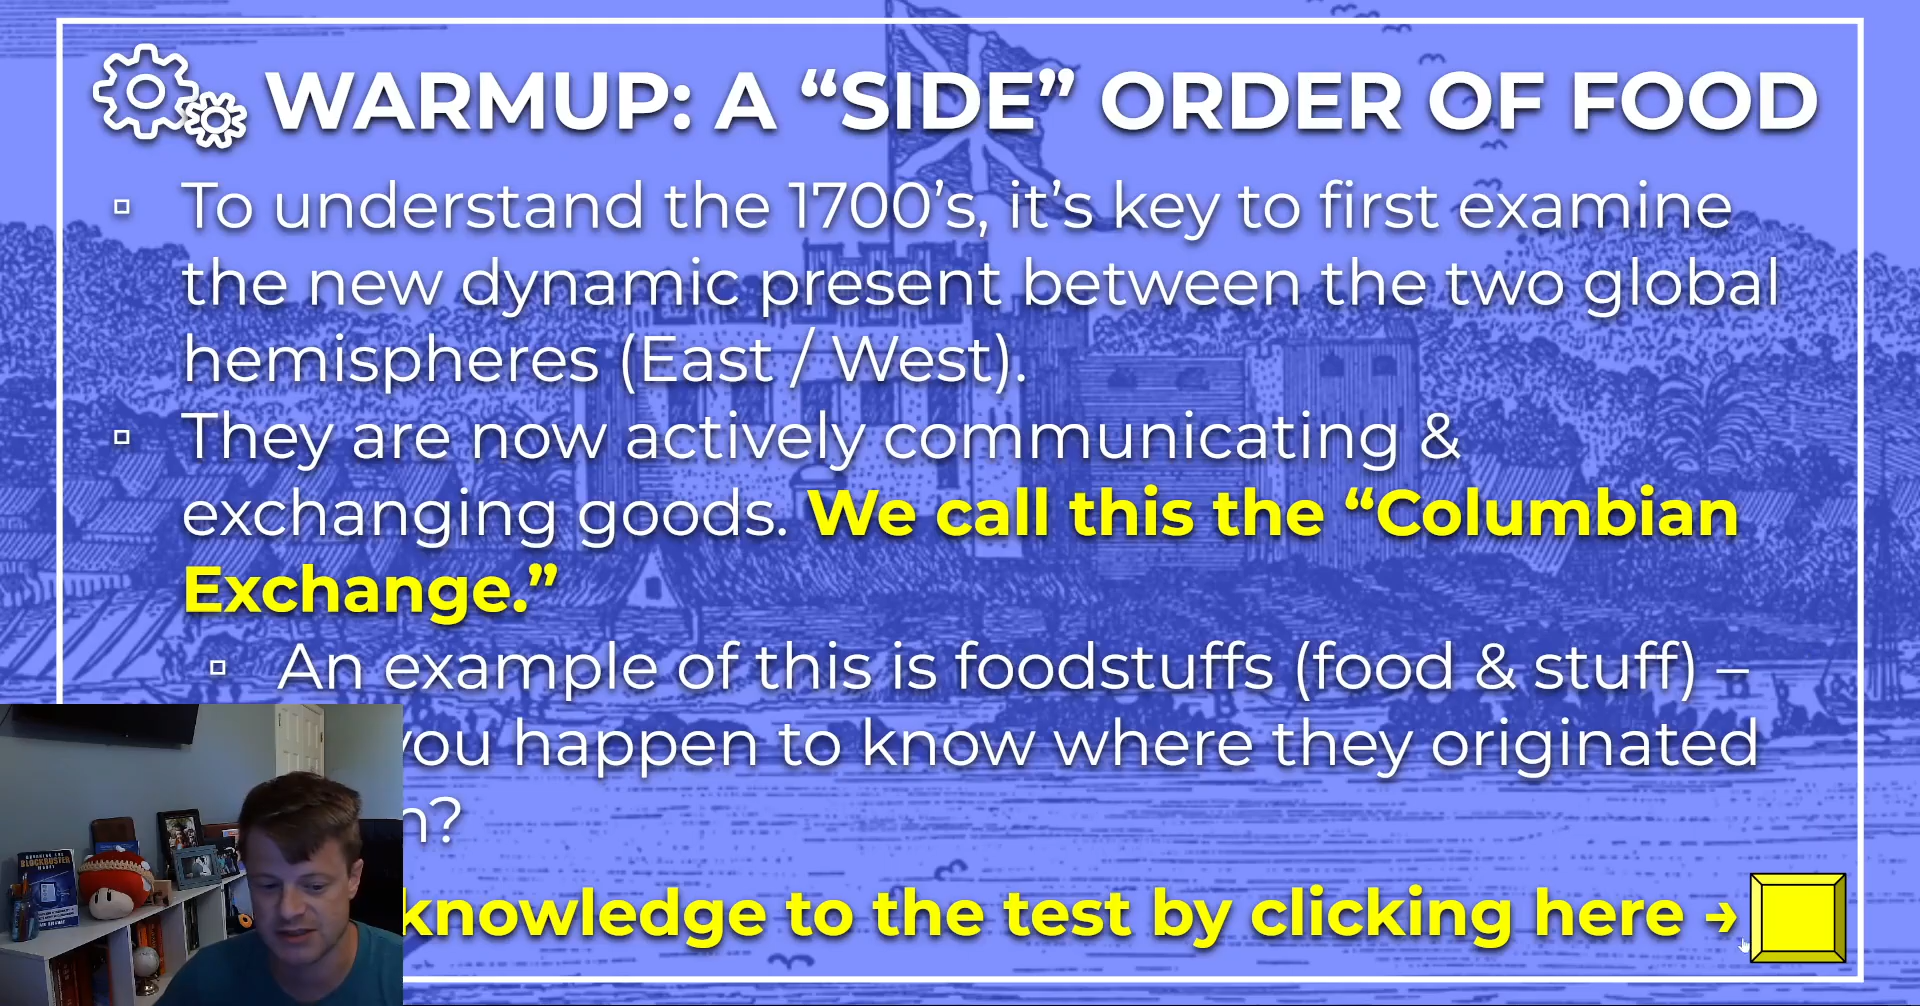 WARMUP: A “SIDE” ORDER OF FOOD
To understand the 1700’s, it’s key to first examine
the new dynamic present between the two global
hemispheres (East / West).
They are now actively communicating &
exchanging goods. We call this the “Columbian
Exchange.”
An example of this is foodstuffs (food & stuff) –
you happen to know where they originated
?
knowledge to the test by clicking here →
BLOCKBUSTER